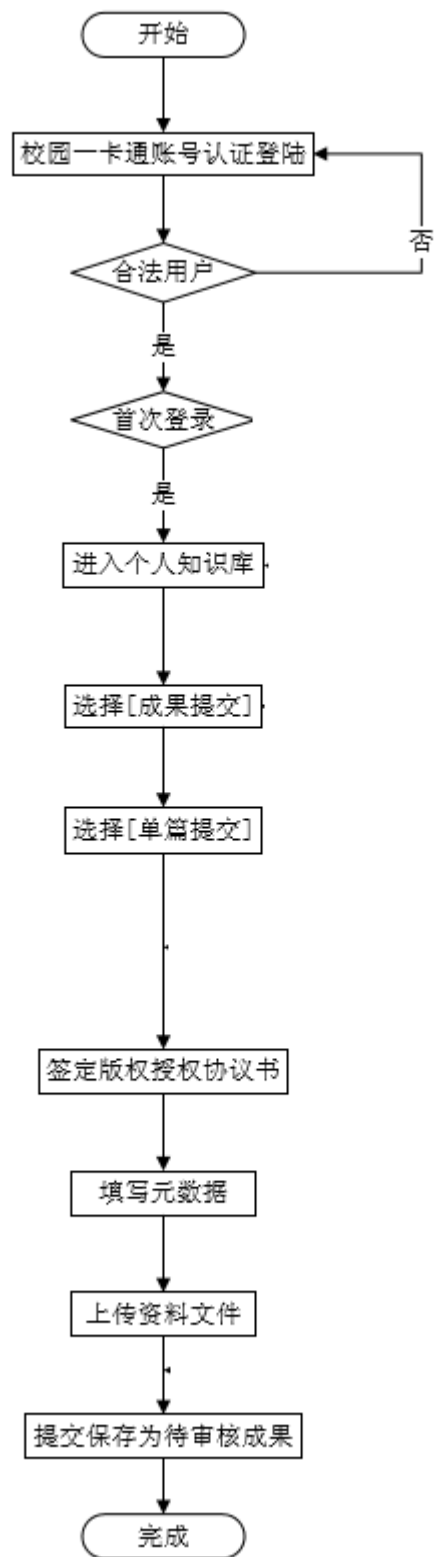 开始
校园一卡通账号认证登陆
否
合法用户
是
首次登录
是
进入个人知识库
选择[成果提交]
选择[单篇提交]
签定版权授权协议书
填写元数据
上传资料文件
提交保存为待审核成果
完成